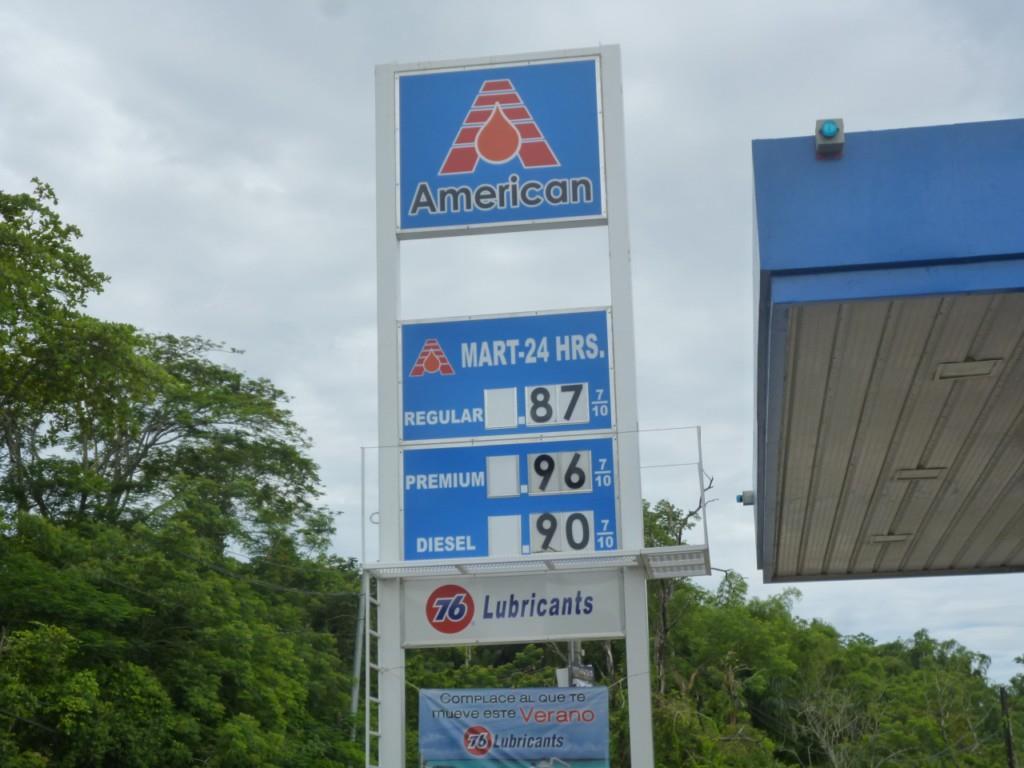 American
MART-24 HRS.
REGULAR .87 7/10
PREMIUM .96 7/10
DIESEL .90 7/10
76 Lubricants
COMPLACE AL QUE TE
MUEVE ESTE Verano
76 Lubricants